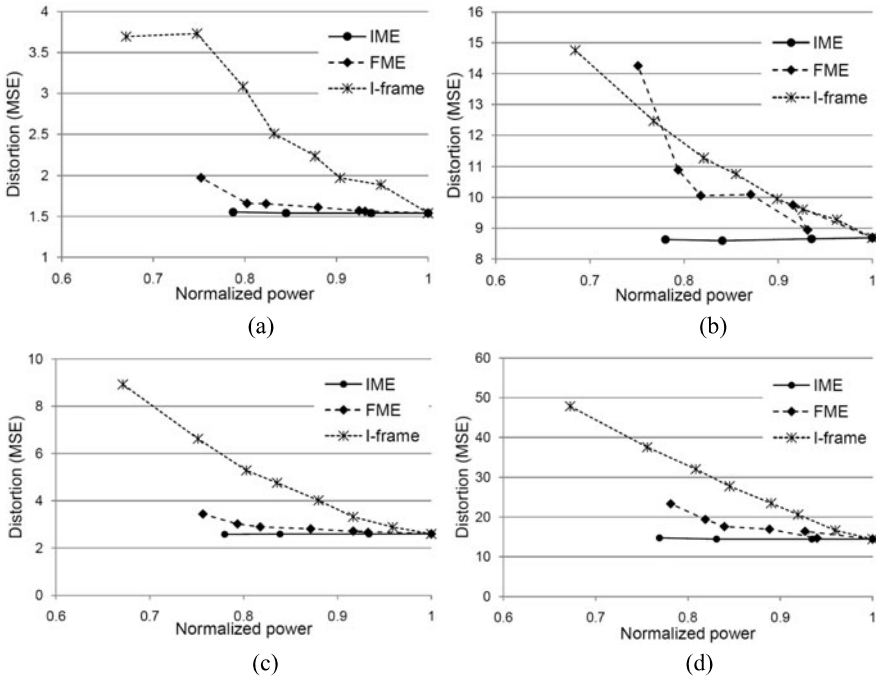 4
3.5
3
2.5
2
1.5
1
0.6 0.7 0.8 0.9 1
Distortion (MSE)
Normalized power
IME
FME
I-frame
(a)
16
15
14
13
12
11
10
9
8
0.6 0.7 0.8 0.9 1
Distortion (MSE)
Normalized power
IME
FME
I-frame
(b)
10
8
6
4
2
0
0.6 0.7 0.8 0.9 1
Distortion (MSE)
Normalized power
IME
FME
I-frame
(c)
60
50
40
30
20
10
0
0.6 0.7 0.8 0.9 1
Distortion (MSE)
Normalized power
IME
FME
I-frame
(d)